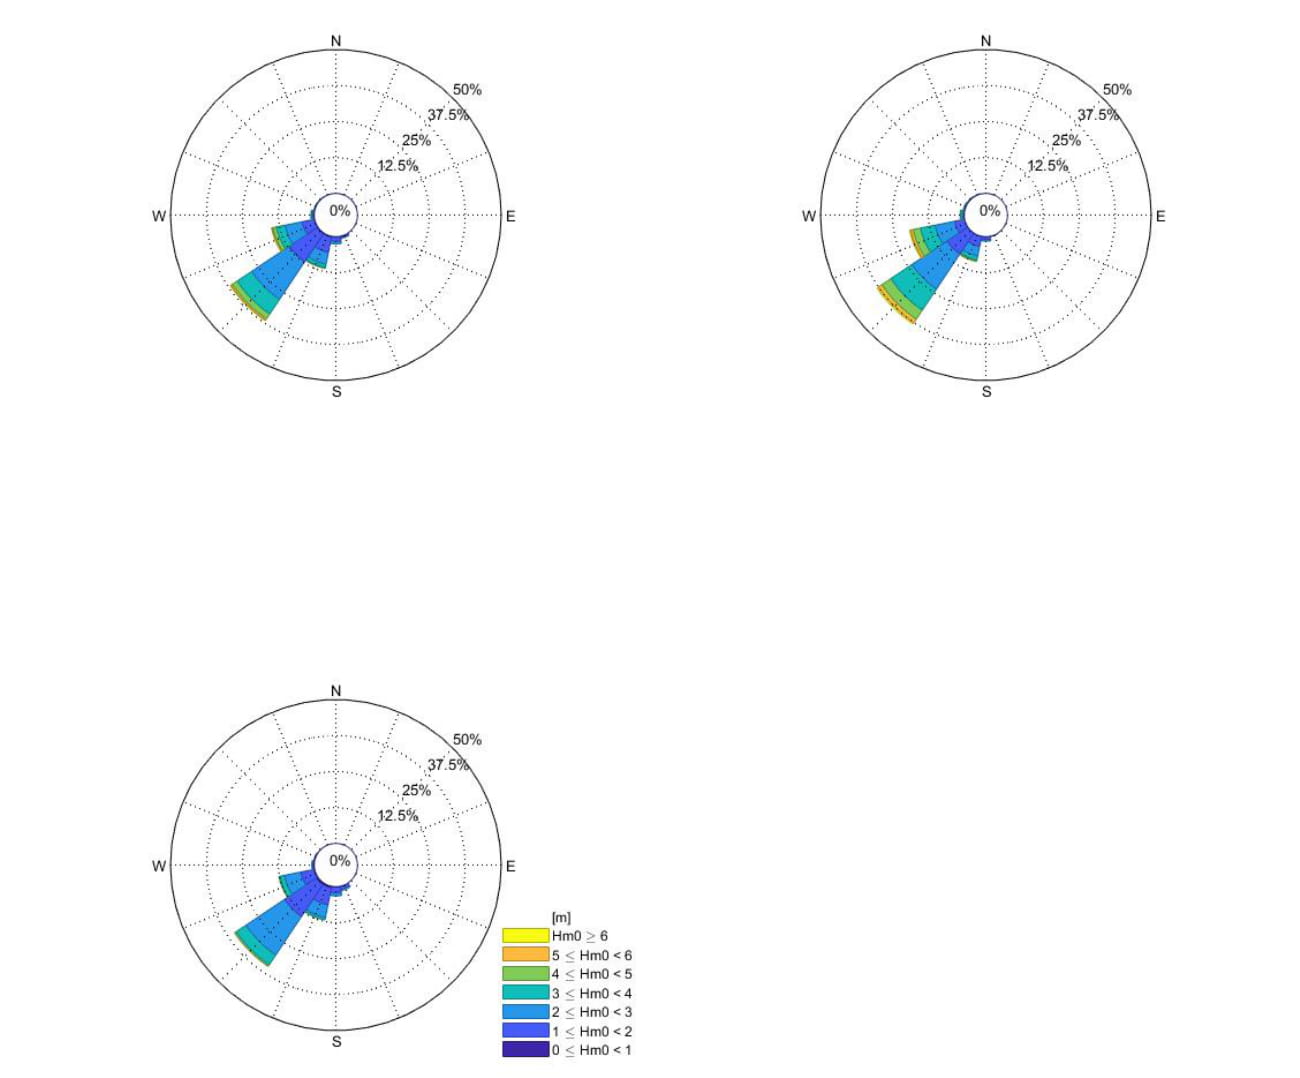 N
50%
37.5%
25%
12.5%
W
0%
E
S
N
50%
37.5%
25%
12.5%
W
0%
E
S
N
50%
37.5%
25%
12.5%
W
0%
E
S
[m]
Hm0 ≥ 6
5 ≤ Hm0 < 6
4 ≤ Hm0 < 5
3 ≤ Hm0 < 4
2 ≤ Hm0 < 3
1 ≤ Hm0 < 2
0 ≤ Hm0 < 1